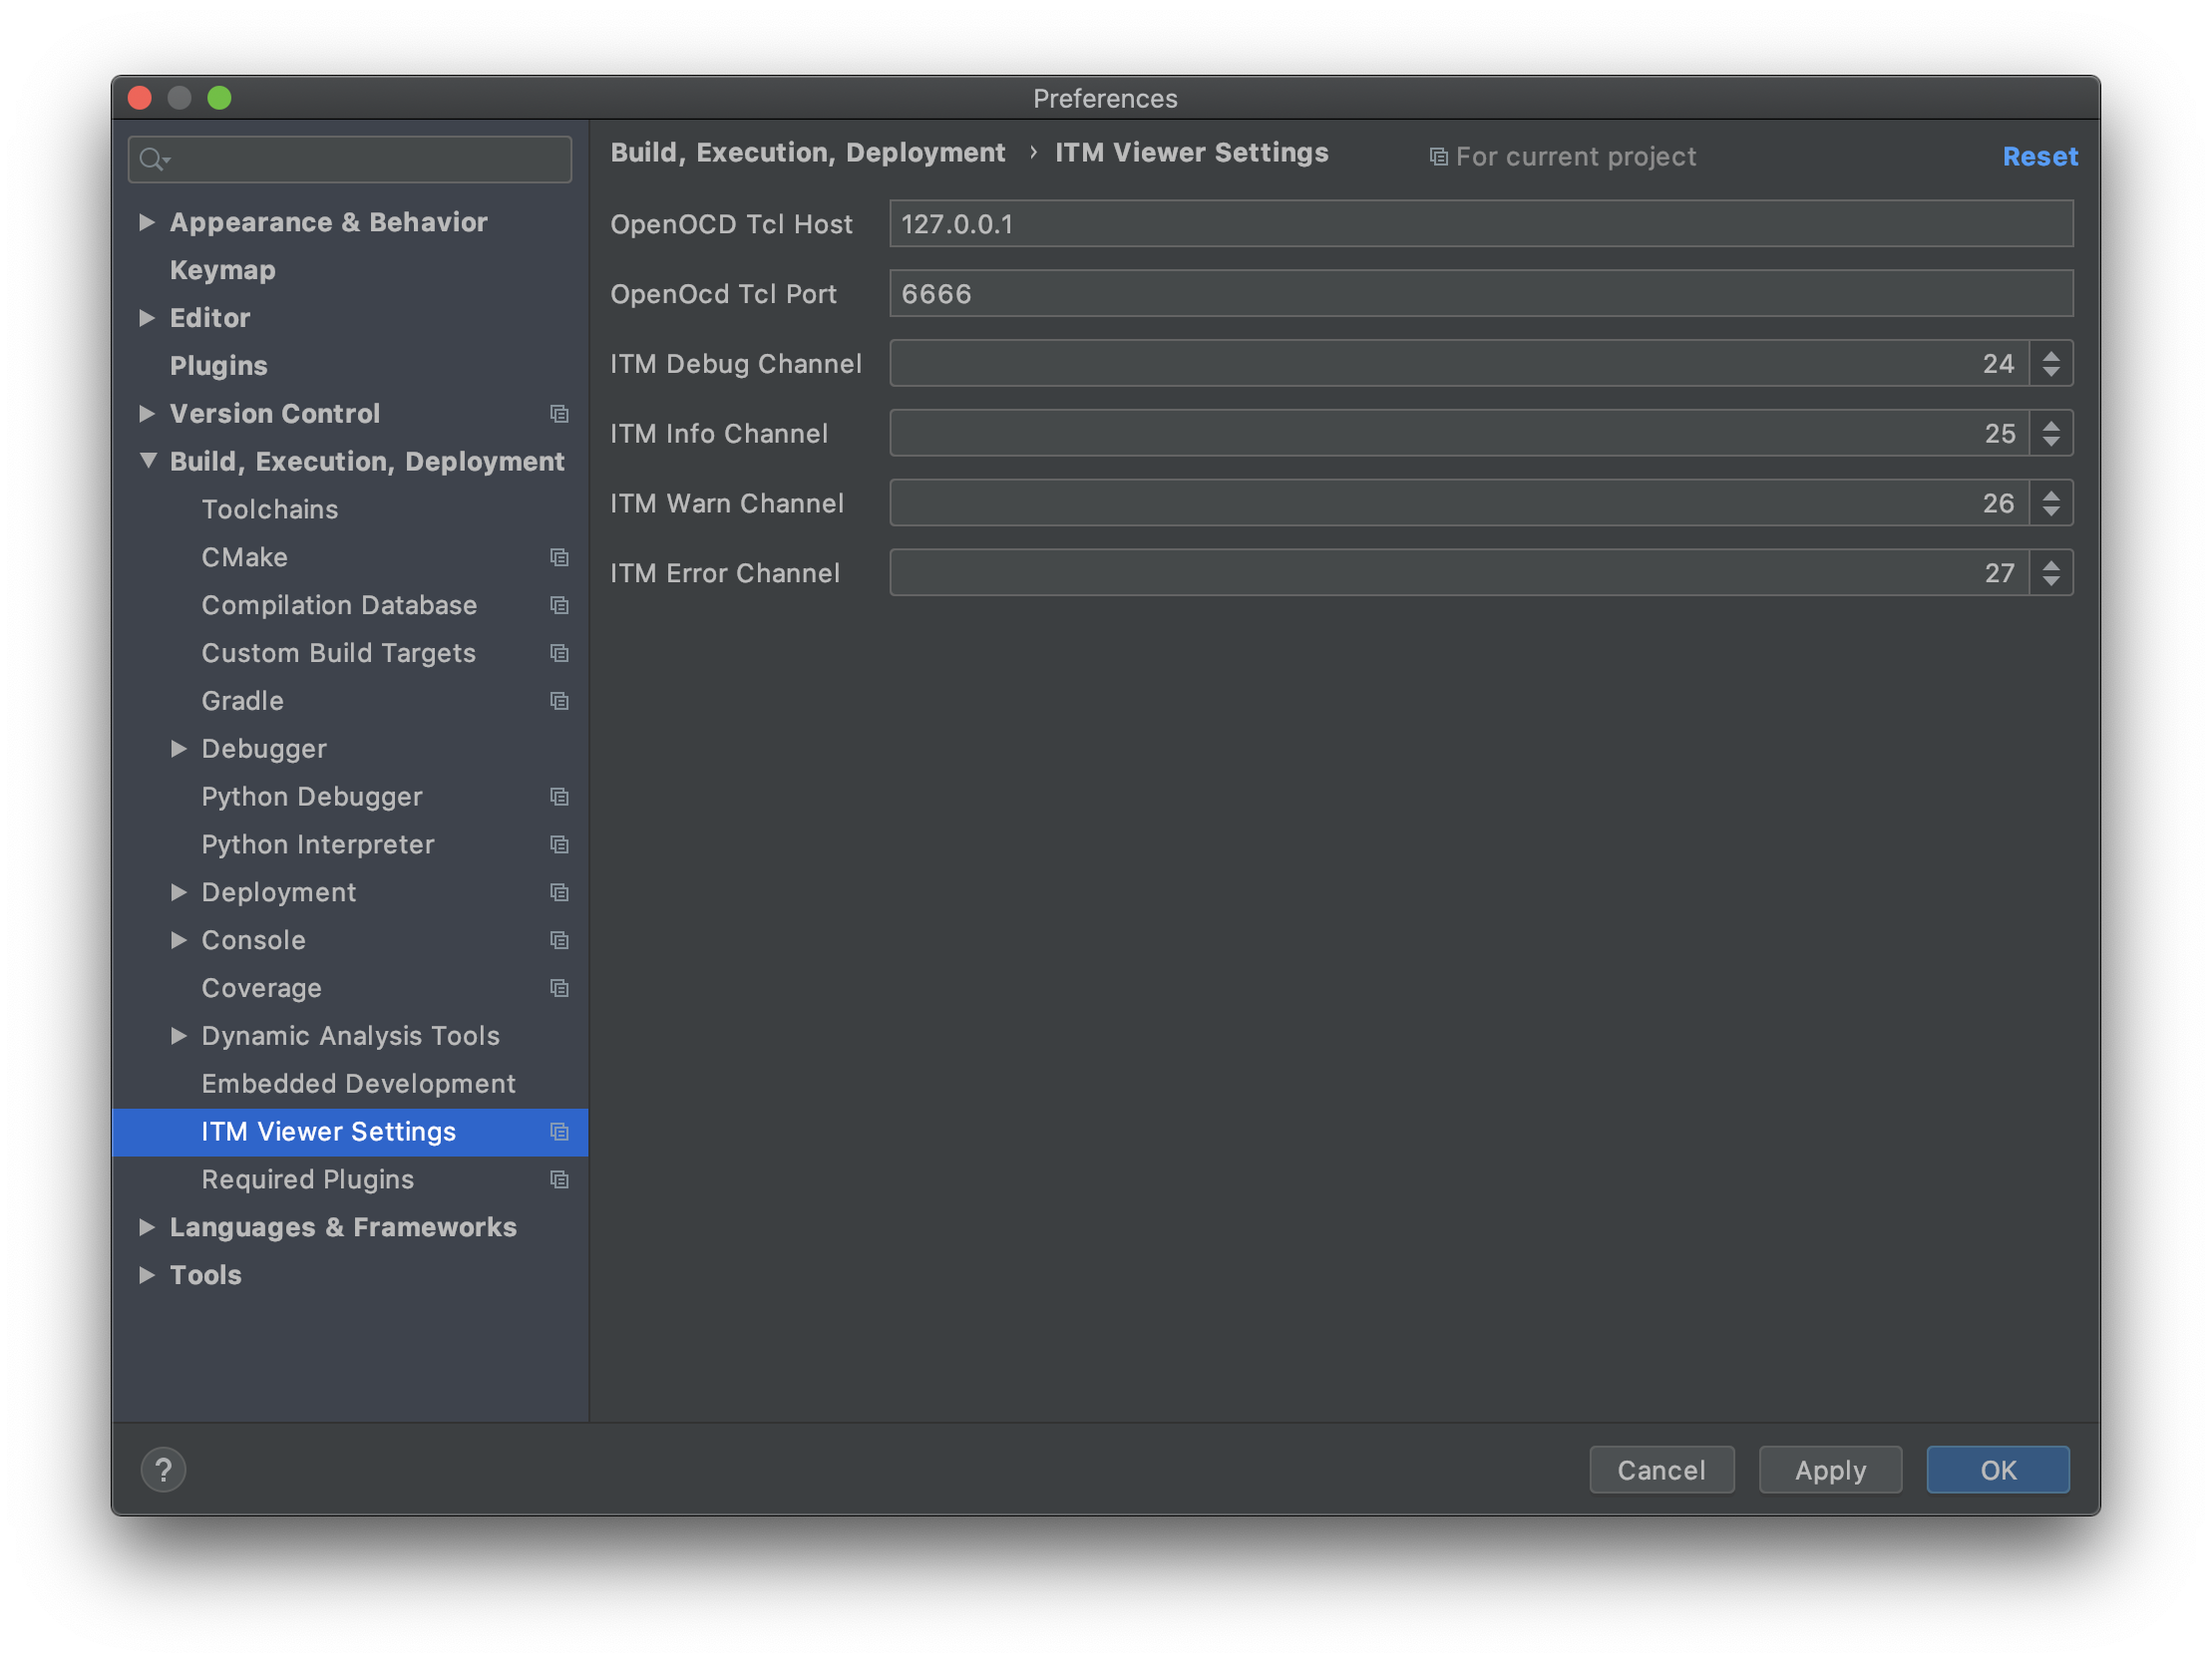 Preferences
Appearance & Behavior
Keymap
Editor
Plugins
Version Control
Build, Execution, Deployment
Toolchains
CMake
Compilation Database
Custom Build Targets
Gradle
Debugger
Python Debugger
Python Interpreter
Deployment
Console
Coverage
Dynamic Analysis Tools
Embedded Development
ITM Viewer Settings
Required Plugins
Languages & Frameworks
Tools
Build, Execution, Deployment › ITM Viewer Settings For current project Reset
OpenOCD Tcl Host 127.0.0.1
OpenOcd Tcl Port 6666
ITM Debug Channel 24
ITM Info Channel 25
ITM Warn Channel 26
ITM Error Channel 27
? Cancel Apply OK